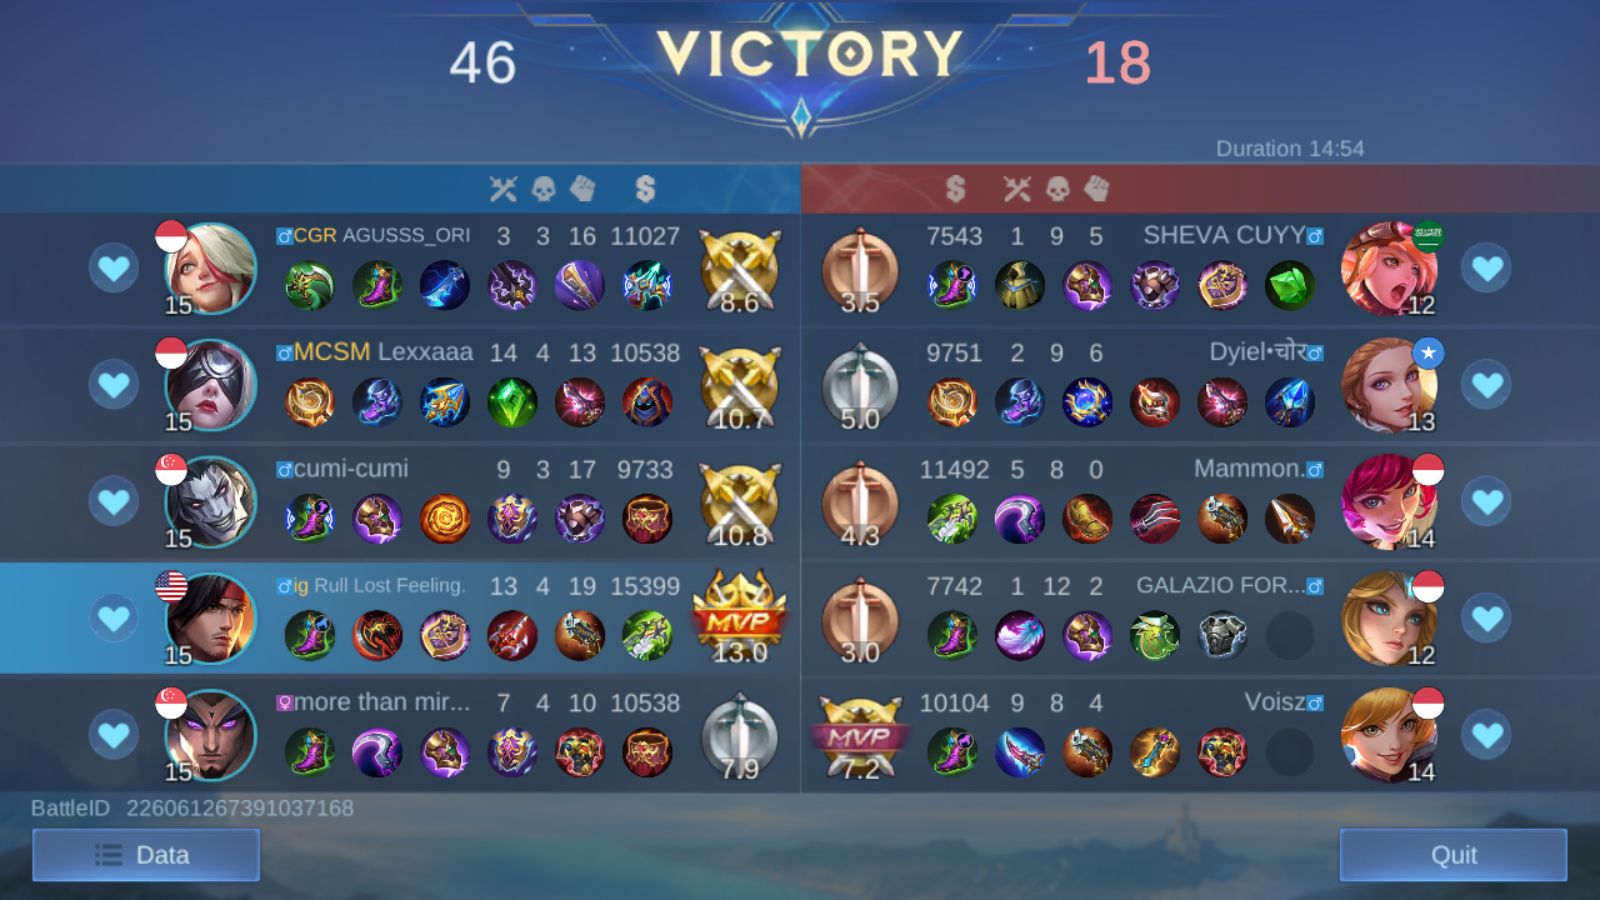 46 VICTORY 18
Duration 14:54
CGR AGUSSS_ORI 3 3 16 11027
15 8.6
3.5 7543 1 9 5 SHEVA CUYY
12
MCSM Lexxaaa 14 4 13 10538
15 10.7
5.0 9751 2 9 6 Dyiel•चोर
13
cumi-cumi 9 3 17 9733
15 10.8
4.3 11492 5 8 0 Mammon.
14
ig Rull Lost Feeling. 13 4 19 15399
15 MVP 13.0
3.0 7742 1 12 2 GALAZIO FOR...
12
more than mir... 7 4 10 10538
15 7.9
MVP 7.2 10104 9 8 4 Voisz
14
BattleID 226061267391037168
Data
Quit